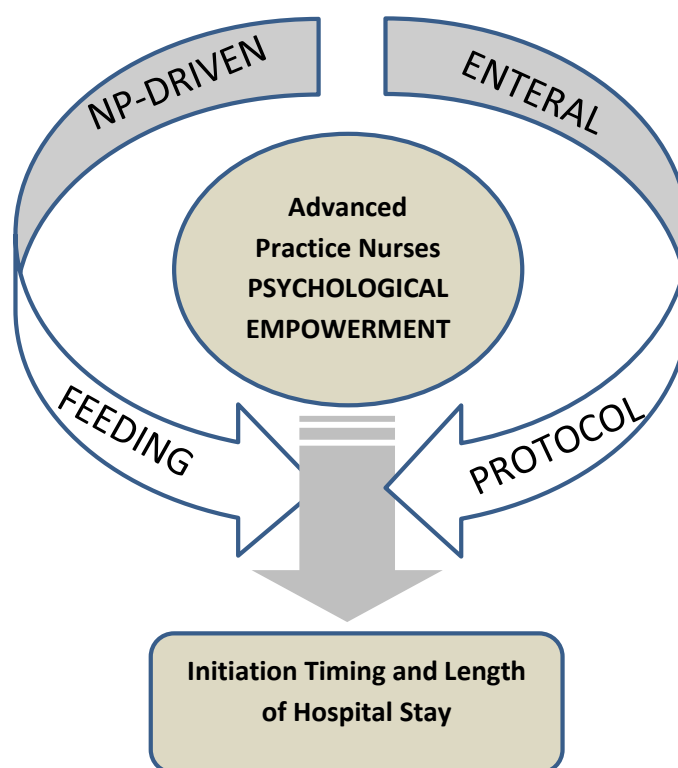 NP-DRIVEN
ENTERAL
FEEDING
PROTOCOL
Advanced
Practice Nurses
PSYCHOLOGICAL
EMPOWERMENT
Initiation Timing and Length
of Hospital Stay